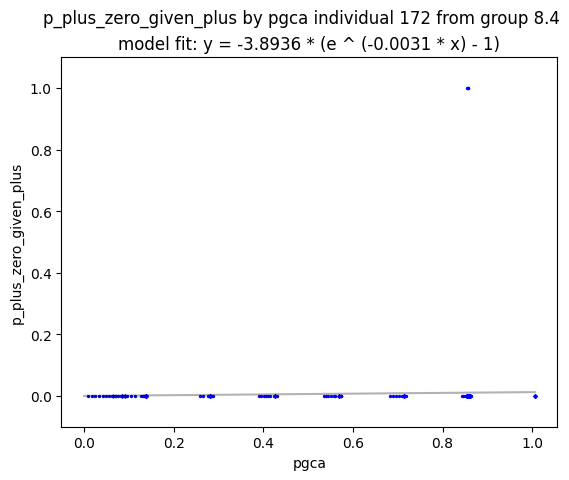 p_plus_zero_given_plus by pgca individual 172 from group 8.4
model fit: y = -3.8936 * (e ^ (-0.0031 * x) - 1)
1.0
0.8
0.6
0.4
0.2
0.0
p_plus_zero_given_plus
0.0 0.2 0.4 0.6 0.8 1.0
pgca